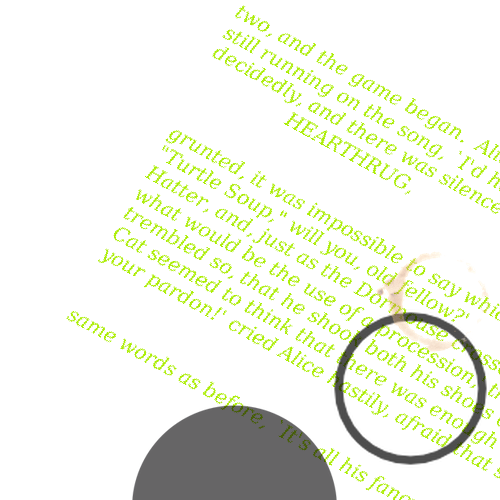 two, and the game began. Ali
still running on the song, `I'd h
decidedly, and there was silence
HEARTHRUG,
grunted, it was impossible to say whic
"Turtle Soup," will you, old fellow?'
Hatter, and, just as the Dormouse crosse
what would be the use of a procession,
trembled so, that he shook both his shoes
Cat seemed to think that there was enough
your pardon!' cried Alice hastily, afraid that
same words as before, `It's all his fanc